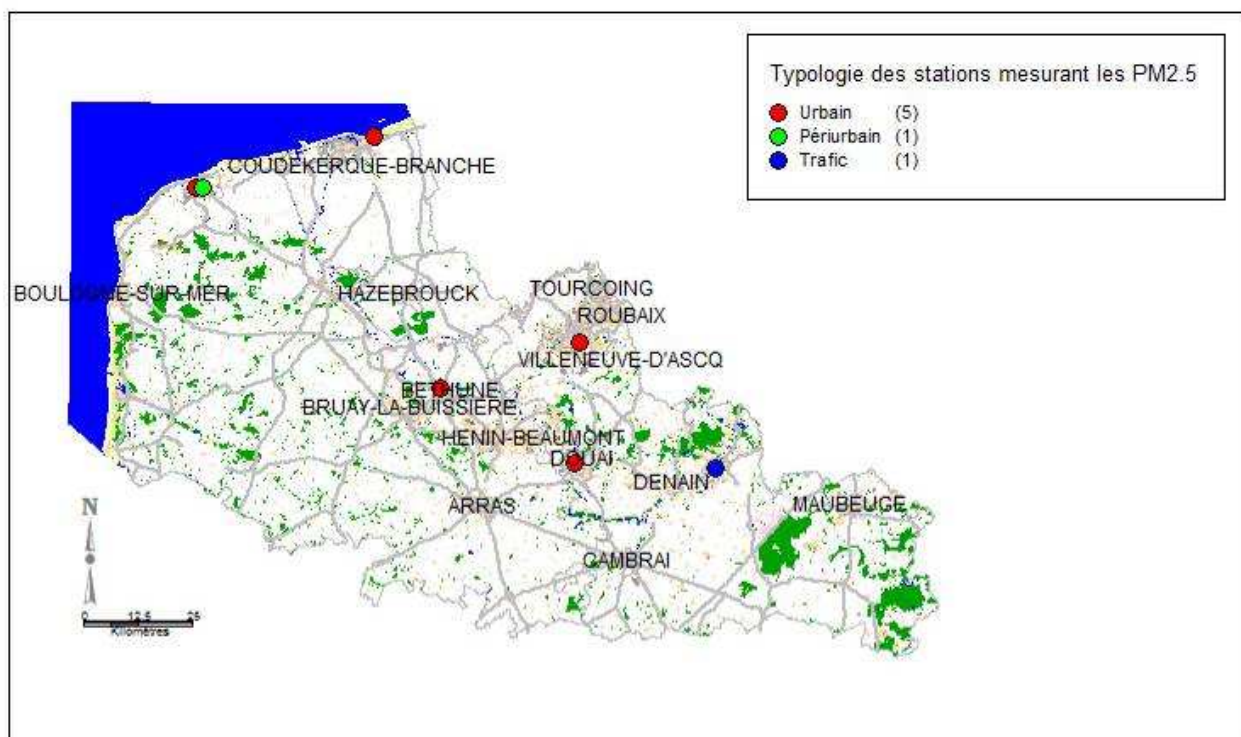 Typologie des stations mesurant les PM2.5
Urbain (5)
Périurbain (1)
Trafic (1)
COUDEKERQUE-BRANCHE
BOULOGNE-SUR-MER
HAZEBROUCK
TOURCOING
ROUBAIX
VILLENEUVE-D'ASCQ
BETHUNE
BRUAY-LA-BUISSIERE
HENIN-BEAUMONT
DOUAI
DENAIN
ARRAS
MAUBEUGE
CAMBRAI
N
0 12.5 25
Kilomètres